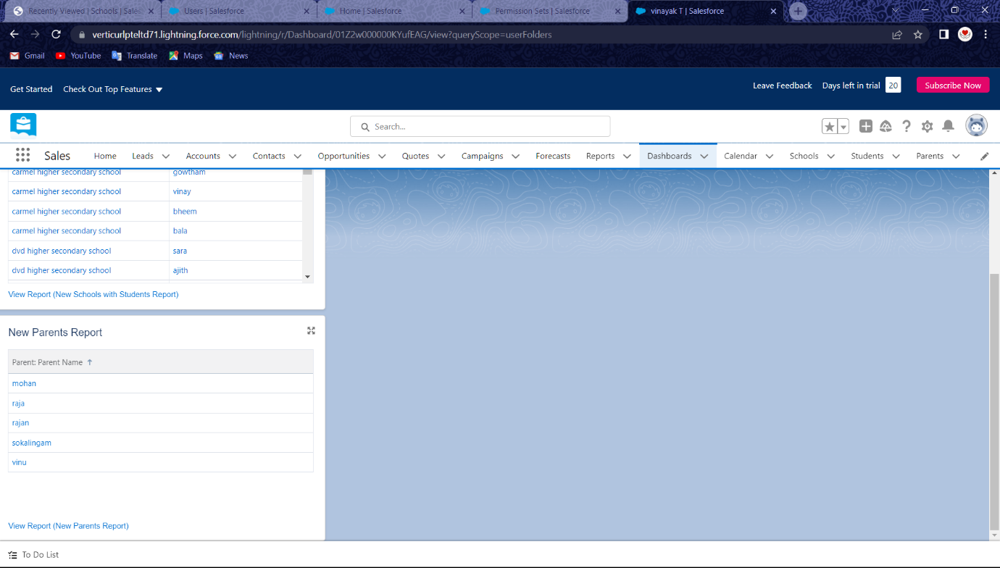 Recently Viewed | Schools | Sales
Users | Salesforce
Home | Salesforce
Permission Sets | Salesforce
vinayak T | Salesforce
verticurlpteltd71.lightning.force.com/lightning/r/Dashboard/01Z2w000000KYufEAG/view?queryScope=userFolders
Gmail YouTube Translate Maps News
Get Started Check Out Top Features Leave Feedback Days left in trial 20 Subscribe Now
Search...
Sales Home Leads Accounts Contacts Opportunities Quotes Campaigns Forecasts Reports Dashboards Calendar Schools Students Parents
carmel higher secondary school gowtham
carmel higher secondary school vinay
carmel higher secondary school bheem
carmel higher secondary school bala
dvd higher secondary school sara
dvd higher secondary school ajith
View Report (New Schools with Students Report)
New Parents Report
Parent: Parent Name ↑
mohan
raja
rajan
sokalingam
vinu
View Report (New Parents Report)
To Do List